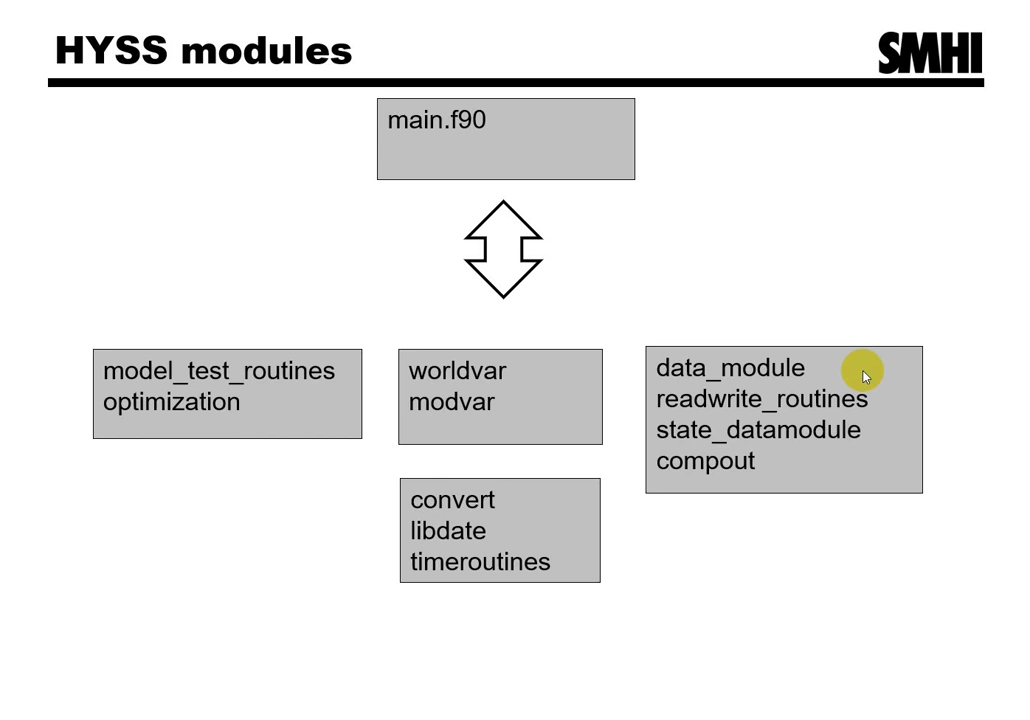 HYSS modules
SMHI
main.f90
model_test_routines
optimization
worldvar
modvar
data_module
readwrite_routines
state_datamodule
compout
convert
libdate
timeroutines